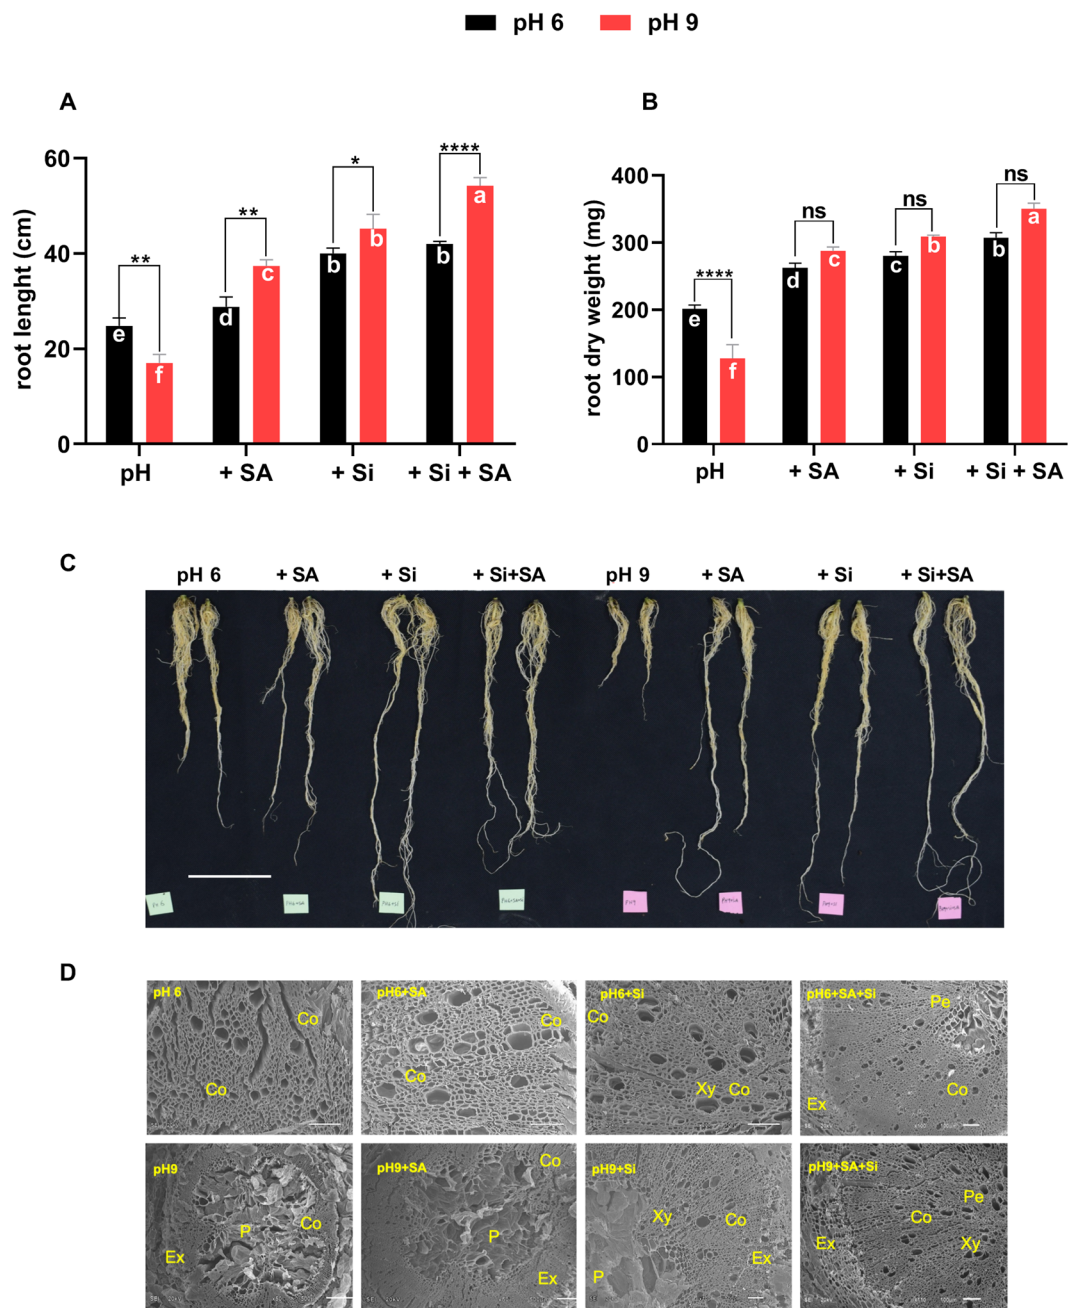 pH 6 pH 9
A
B
60
40
20
0
root lenght (cm)
**
**
*
****
e
f
d
c
b
b
b
a
pH + SA + Si + Si + SA
400
300
200
100
0
root dry weight (mg)
****
ns
ns
ns
e
f
d
c
c
b
b
a
pH + SA + Si + Si + SA
C
pH 6 + SA + Si + Si+SA pH 9 + SA + Si + Si+SA
D
pH 6
Co
Co
pH6+SA
Co
Co
pH6+Si
Co
Xy Co
pH6+SA+Si
Pe
Co
Ex
pH9
P
Co
Ex
pH9+SA
Co
P
Ex
pH9+Si
Xy
Co
Ex
P
pH9+SA+Si
Pe
Co
Ex
Xy